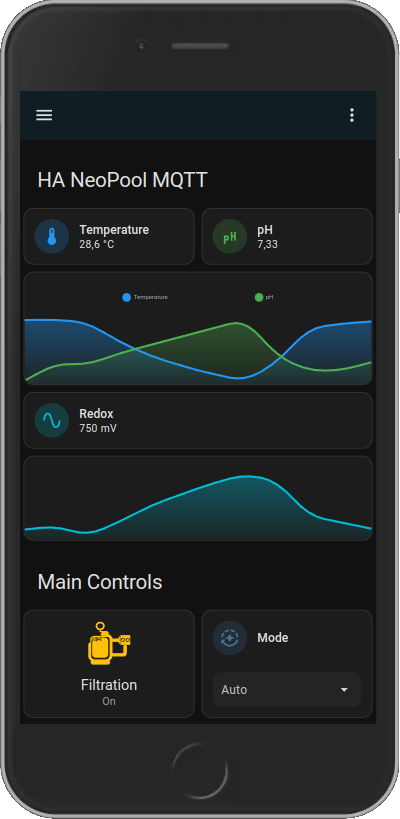 HA NeoPool MQTT
Temperature
28,6 °C
pH
7,33
Temperature
pH
Redox
750 mV
Main Controls
Filtration
On
Mode
Auto